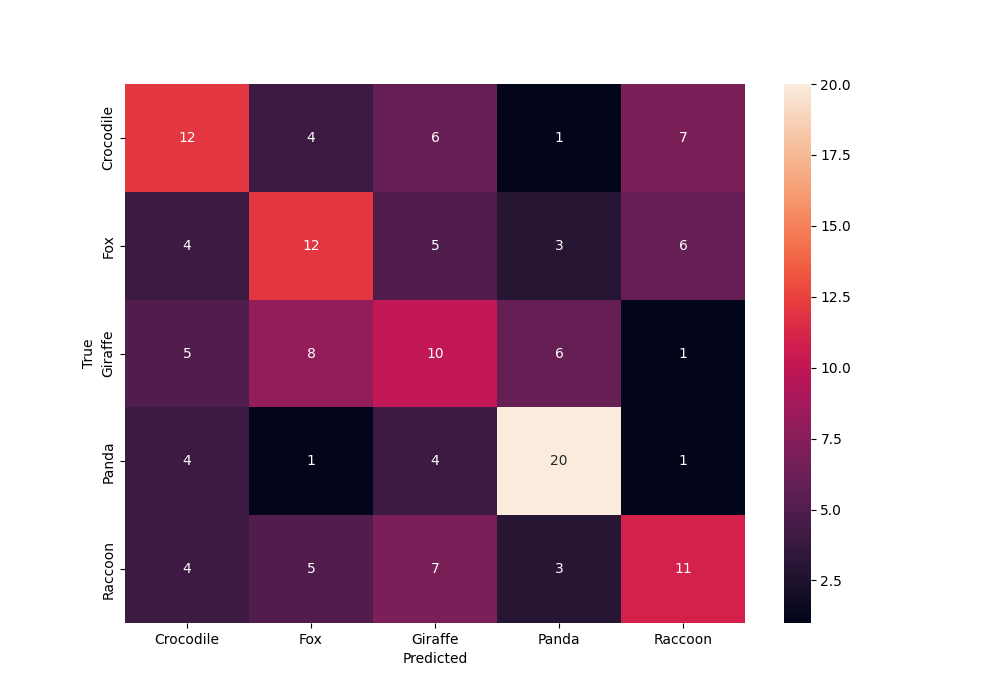 Crocodile 12 4 6 1 7
Fox 4 12 5 3 6
Giraffe 5 8 10 6 1
Panda 4 1 4 20 1
Raccoon 4 5 7 3 11
True
Crocodile Fox Giraffe Panda Raccoon
Predicted
20.0
17.5
15.0
12.5
10.0
7.5
5.0
2.5